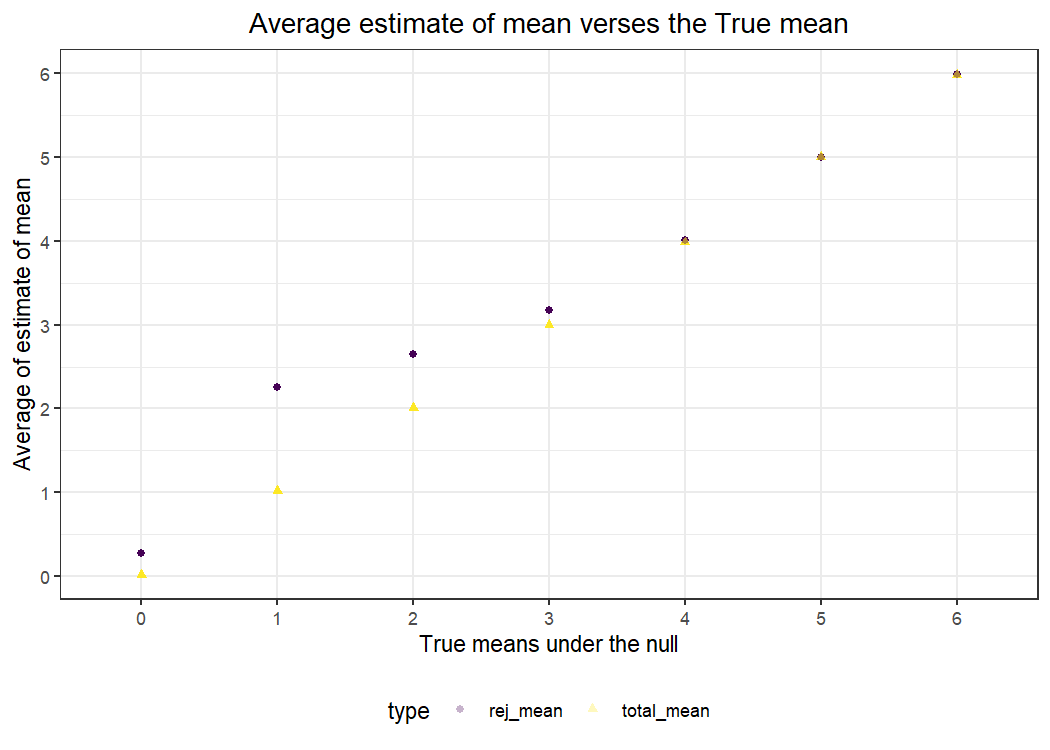 Average estimate of mean verses the True mean
Average of estimate of mean
6
5
4
3
2
1
0
0 1 2 3 4 5 6
True means under the null
type rej_mean total_mean